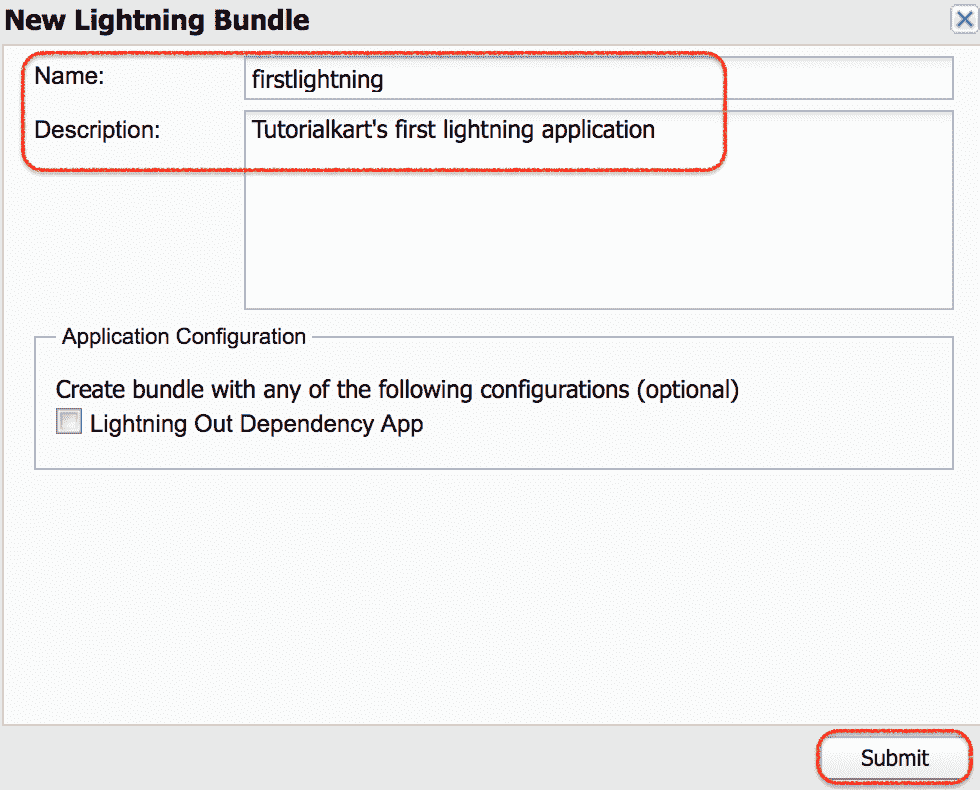 New Lightning Bundle
Name:
firstlightning
Description:
Tutorialkart's first lightning application
Application Configuration
Create bundle with any of the following configurations (optional)
Lightning Out Dependency App
Submit